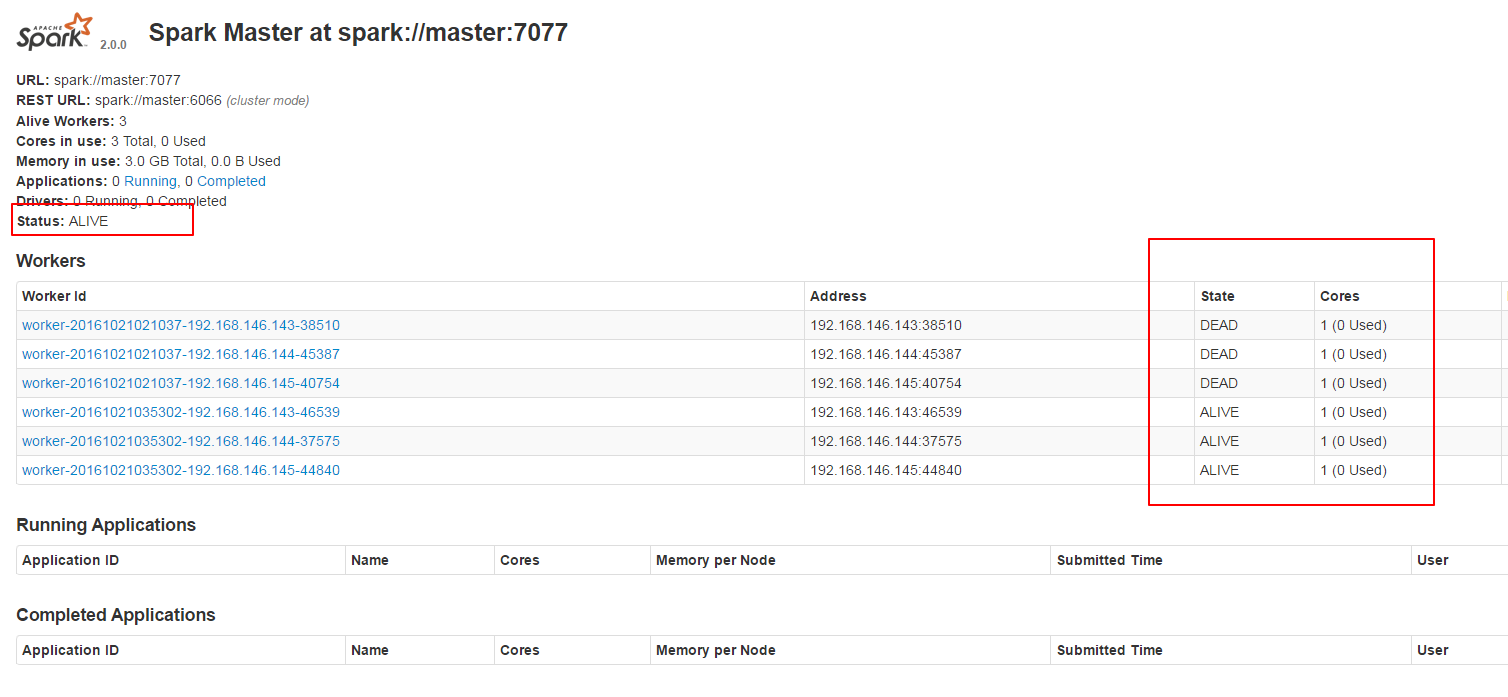 APACHE
Spark 2.0.0 Spark Master at spark://master:7077
URL: spark://master:7077
REST URL: spark://master:6066 (cluster mode)
Alive Workers: 3
Cores in use: 3 Total, 0 Used
Memory in use: 3.0 GB Total, 0.0 B Used
Applications: 0 Running, 0 Completed
Drivers: 0 Running, 0 Completed
Status: ALIVE
Workers
Worker Id Address State Cores
worker-20161021021037-192.168.146.143-38510 192.168.146.143:38510 DEAD 1 (0 Used)
worker-20161021021037-192.168.146.144-45387 192.168.146.144:45387 DEAD 1 (0 Used)
worker-20161021021037-192.168.146.145-40754 192.168.146.145:40754 DEAD 1 (0 Used)
worker-20161021035302-192.168.146.143-46539 192.168.146.143:46539 ALIVE 1 (0 Used)
worker-20161021035302-192.168.146.144-37575 192.168.146.144:37575 ALIVE 1 (0 Used)
worker-20161021035302-192.168.146.145-44840 192.168.146.145:44840 ALIVE 1 (0 Used)
Running Applications
Application ID Name Cores Memory per Node Submitted Time User
Completed Applications
Application ID Name Cores Memory per Node Submitted Time User